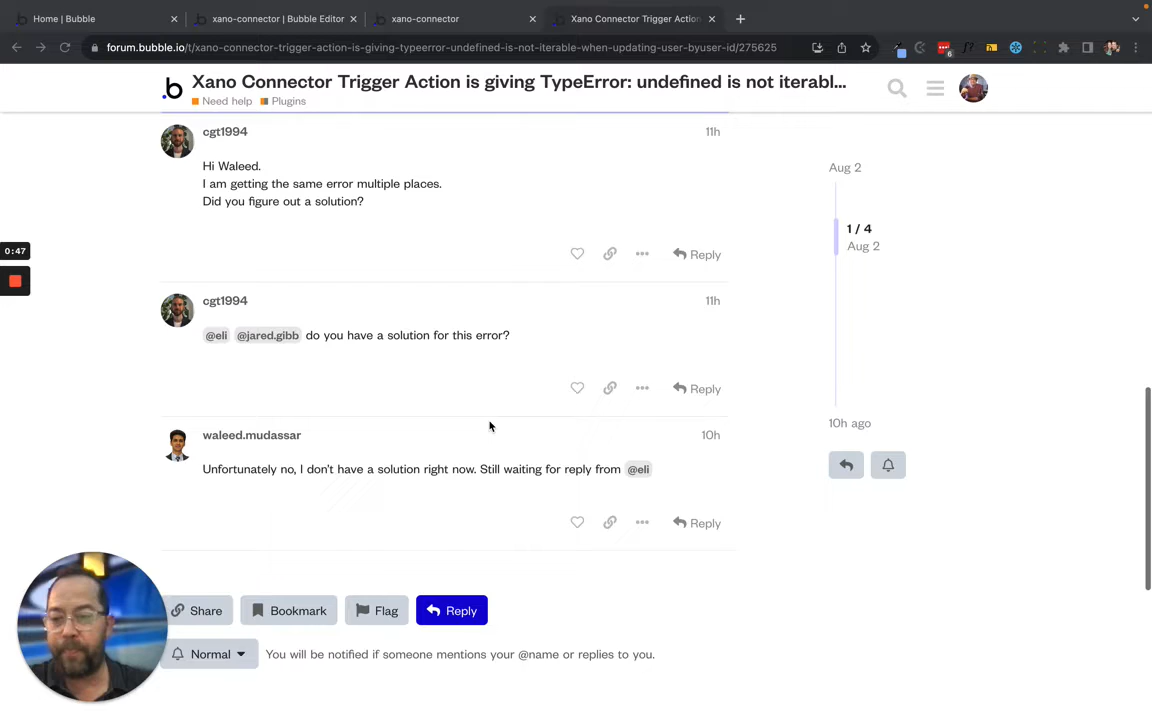 Home | Bubble
xano-connector | Bubble Editor
xano-connector
Xano Connector Trigger Action
forum.bubble.io/t/xano-connector-trigger-action-is-giving-typeerror-undefined-is-not-iterable-when-updating-user-byuser-id/275625
6
f?
.b
Xano Connector Trigger Action is giving TypeError: undefined is not iterabl...
Need help Plugins
cgt1994 11h
Hi Waleed.
I am getting the same error multiple places.
Did you figure out a solution?
Reply
Aug 2
1 / 4
Aug 2
0:47
cgt1994 11h
@eli @jared.gibb do you have a solution for this error?
Reply
10h ago
waleed.mudassar 10h
Unfortunately no, I don't have a solution right now. Still waiting for reply from @eli
Reply
Share Bookmark Flag Reply
Normal You will be notified if someone mentions your @name or replies to you.